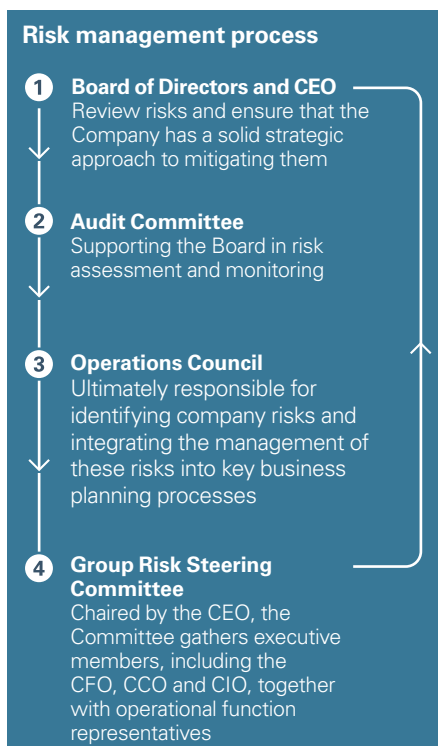 Risk management process
1 Board of Directors and CEO
Review risks and ensure that the
Company has a solid strategic
approach to mitigating them
2 Audit Committee
Supporting the Board in risk
assessment and monitoring
3 Operations Council
Ultimately responsible for
identifying company risks and
integrating the management of
these risks into key business
planning processes
4 Group Risk Steering
Committee
Chaired by the CEO, the
Committee gathers executive
members, including the
CFO, CCO and CIO, together
with operational function
representatives